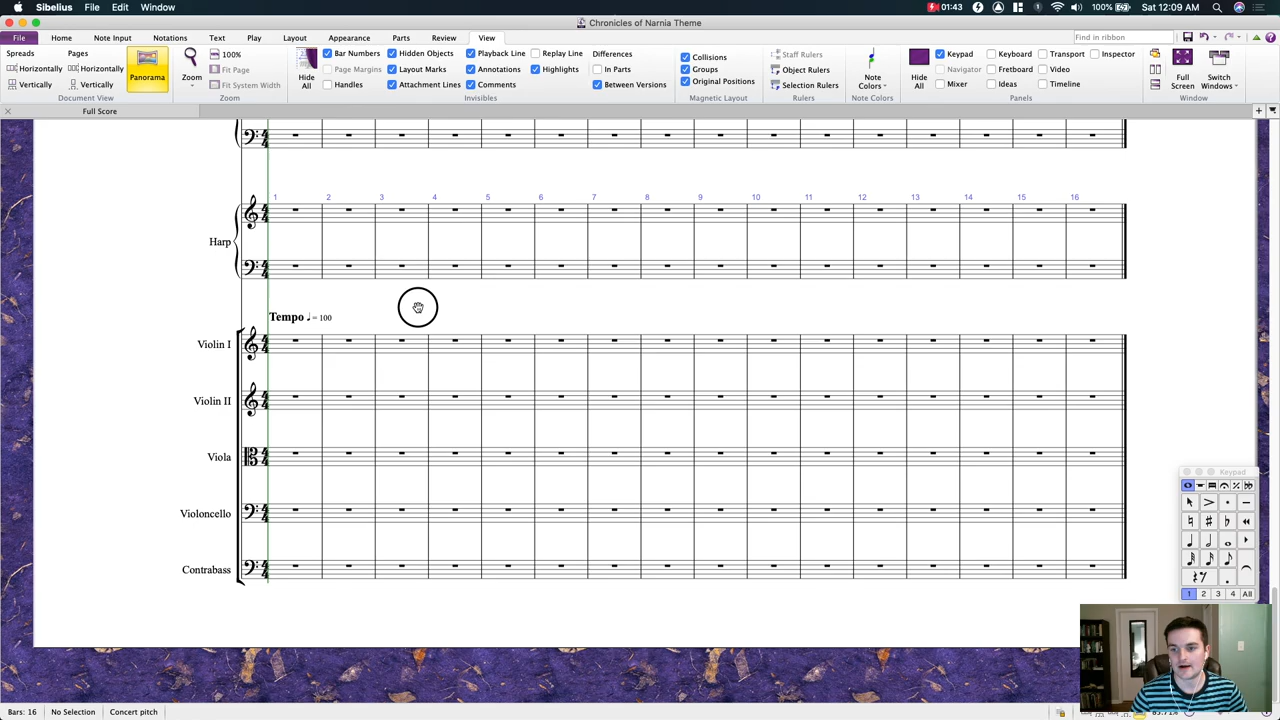 Sibelius File Edit Window 01:43 100% Sat 12:09 AM
Chronicles of Narnia Theme
File Home Note Input Notations Text Play Layout Appearance Parts Review View Find in ribbon
Spreads Pages 100% Bar Numbers Hidden Objects Playback Line Replay Line Differences Collisions Staff Rulers Keypad Keyboard Transport Inspector
Horizontally Horizontally Fit Page Page Margins Layout Marks Annotations Highlights In Parts Groups Object Rulers Navigator Fretboard Video
Vertically Vertically Panorama Zoom Fit System Width Hide All Handles Attachment Lines Comments Between Versions Original Positions Selection Rulers Note Colors Hide All Mixer Ideas Timeline Full Screen Switch Windows
Document View Zoom Invisibles Magnetic Layout Rulers Note Colors Panels Window
Full Score
1 2 3 4 5 6 7 8 9 10 11 12 13 14 15 16
Harp
Tempo ♩ = 100
Violin I
Violin II
Viola
Violoncello
Contrabass
Keypad
1 2 3 4 All
Bars: 16 No Selection Concert pitch